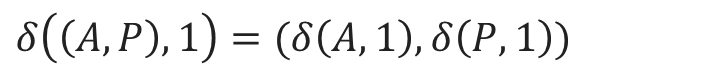 𝛿((𝐴, 𝑃), 1) = (𝛿(𝐴, 1), 𝛿(𝑃, 1))